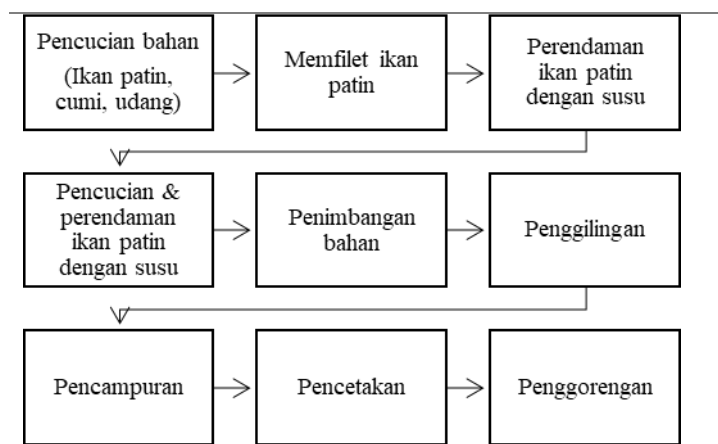 Pencucian bahan
(Ikan patin,
cumi, udang)
Memfilet ikan
patin
Perendaman
ikan patin
dengan susu
Pencucian &
perendaman
ikan patin
dengan susu
Penimbangan
bahan
Penggilingan
Pencampuran
Pencetakan
Penggorengan